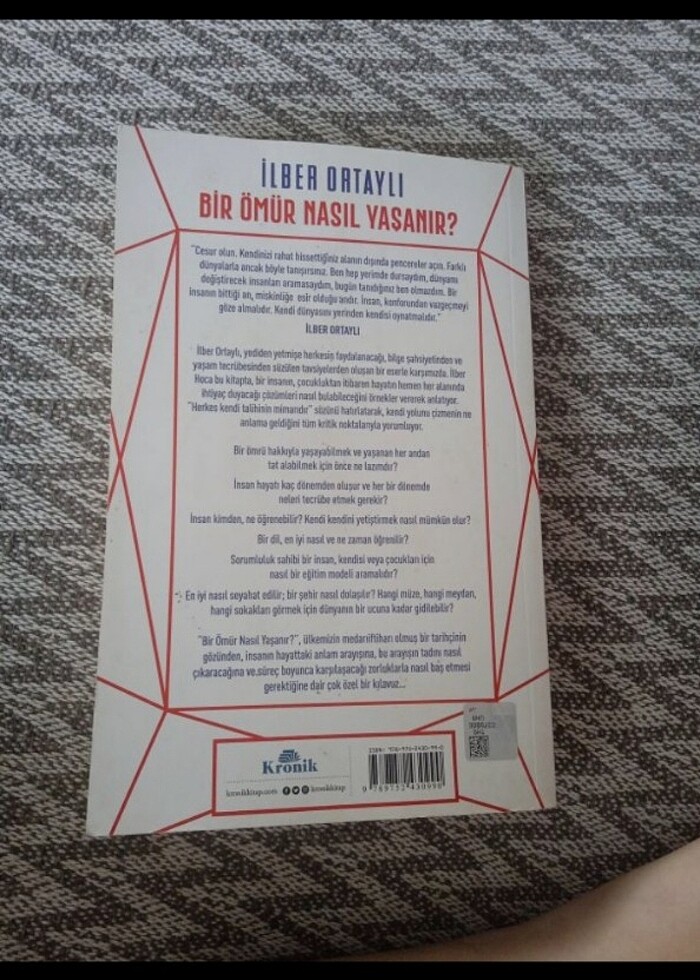 İLBER ORTAYLI
BİR ÖMÜR NASIL YAŞANIR?
"Cesur olun. Kendinizi rahat hissettiğiniz alanın dışında pencereler açın. Farklı
dünyalarla ancak böyle tanışırsınız. Ben hep yerimde dursaydım, dünyamı
değiştirecek insanları aramasaydım, bugün tanıdığınız ben olmazdım. Bir
insanın bittiği an, miskinliğe esir olduğu andır. İnsan, konforundan vazgeçmeyi
göze almalıdır. Kendi dünyasını yerinden kendisi oynatmalıdır."
İLBER ORTAYLI
İlber Ortaylı, yediden yetmişe herkesin faydalanacağı, bilge şahsiyetinden ve
yaşam tecrübesinden süzülen tavsiyelerden oluşan bir eserle karşımızda. İlber
Hoca bu kitapta, bir insanın, çocukluktan itibaren hayatın hemen her alanında
ihtiyaç duyacağı çözümleri nasıl bulabileceğini örnekler vererek anlatıyor.
"Herkes kendi talihinin mimarıdır" sözünü hatırlatarak, kendi yolunu çizmenin ne
anlama geldiğini tüm kritik noktalarıyla yorumluyor.
Bir ömrü hakkıyla yaşayabilmek ve yaşanan her andan
tat alabilmek için önce ne lazımdır?
İnsan hayatı kaç dönemden oluşur ve her bir dönemde
neleri tecrübe etmek gerekir?
İnsan kimden, ne öğrenebilir? Kendi kendini yetiştirmek nasıl mümkün olur?
Bir dil, en iyi nasıl ve ne zaman öğrenilir?
Sorumluluk sahibi bir insan, kendisi veya çocukları için
nasıl bir eğitim modeli aramalıdır?
En iyi nasıl seyahat edilir; bir şehir nasıl dolaşılır? Hangi müze, hangi meydan,
hangi sokakları görmek için dünyanın bir ucuna kadar gidilebilir?
"Bir Ömür Nasıl Yaşanır?", ülkemizin medarıiftiharı olmuş bir tarihçinin
gözünden, insanın hayattaki anlam arayışına, bu arayışın tadını nasıl
çıkaracağına ve süreç boyunca karşılaşacağı zorluklarla nasıl baş etmesi
gerektiğine dair çok özel bir kılavuz...
Kronik
kronikkitap.com kronikkitap
ISBN: 978-975-2430-99-0
9 789752 430990